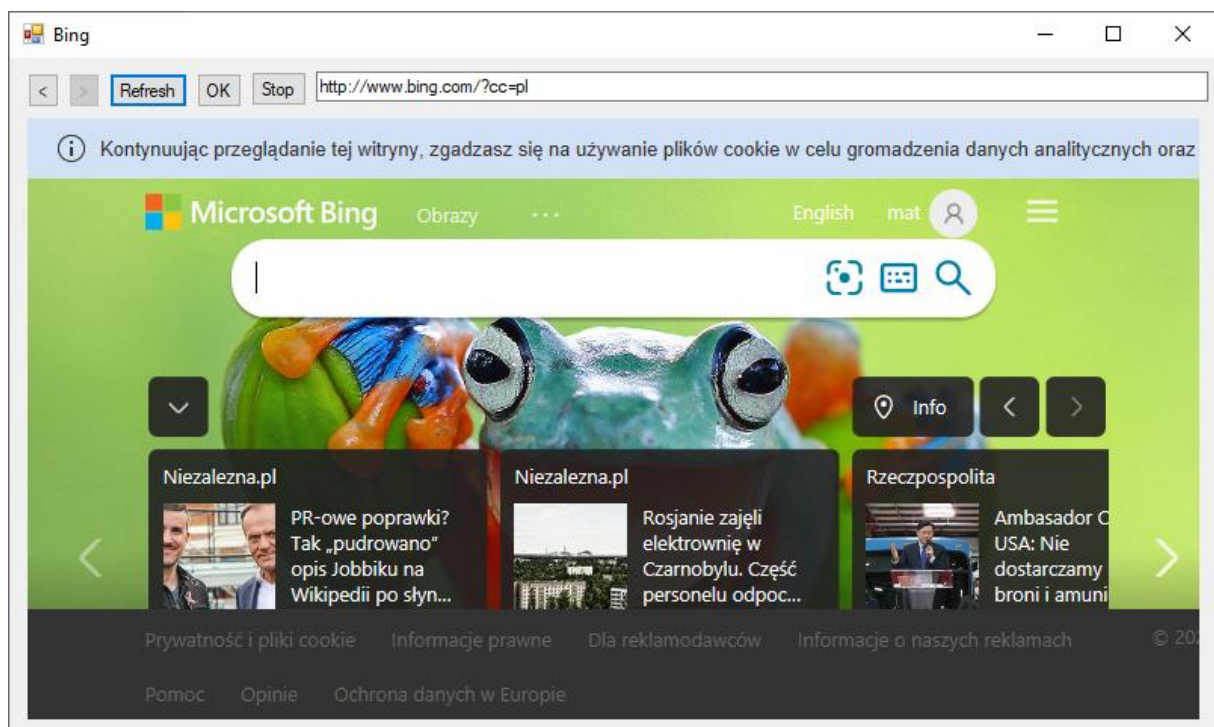 Bing
< > Refresh OK Stop http://www.bing.com/?cc=pl
Kontynuując przeglądanie tej witryny, zgadzasz się na używanie plików cookie w celu gromadzenia danych analitycznych oraz
Microsoft Bing Obrazy ... English mat
Info
Niezalezna.pl
PR-owe poprawki?
Tak „pudrowano”
opis Jobbiku na
Wikipedii po słyn...
Niezalezna.pl
Rosjanie zajęli
elektrownię w
Czarnobylu. Część
personelu odpoc...
Rzeczpospolita
Ambasador C
USA: Nie
dostarczamy
broni i amuni
Prywatność i pliki cookie Informacje prawne Dla reklamodawców Informacje o naszych reklamach © 202
Pomoc Opinie Ochrona danych w Europie